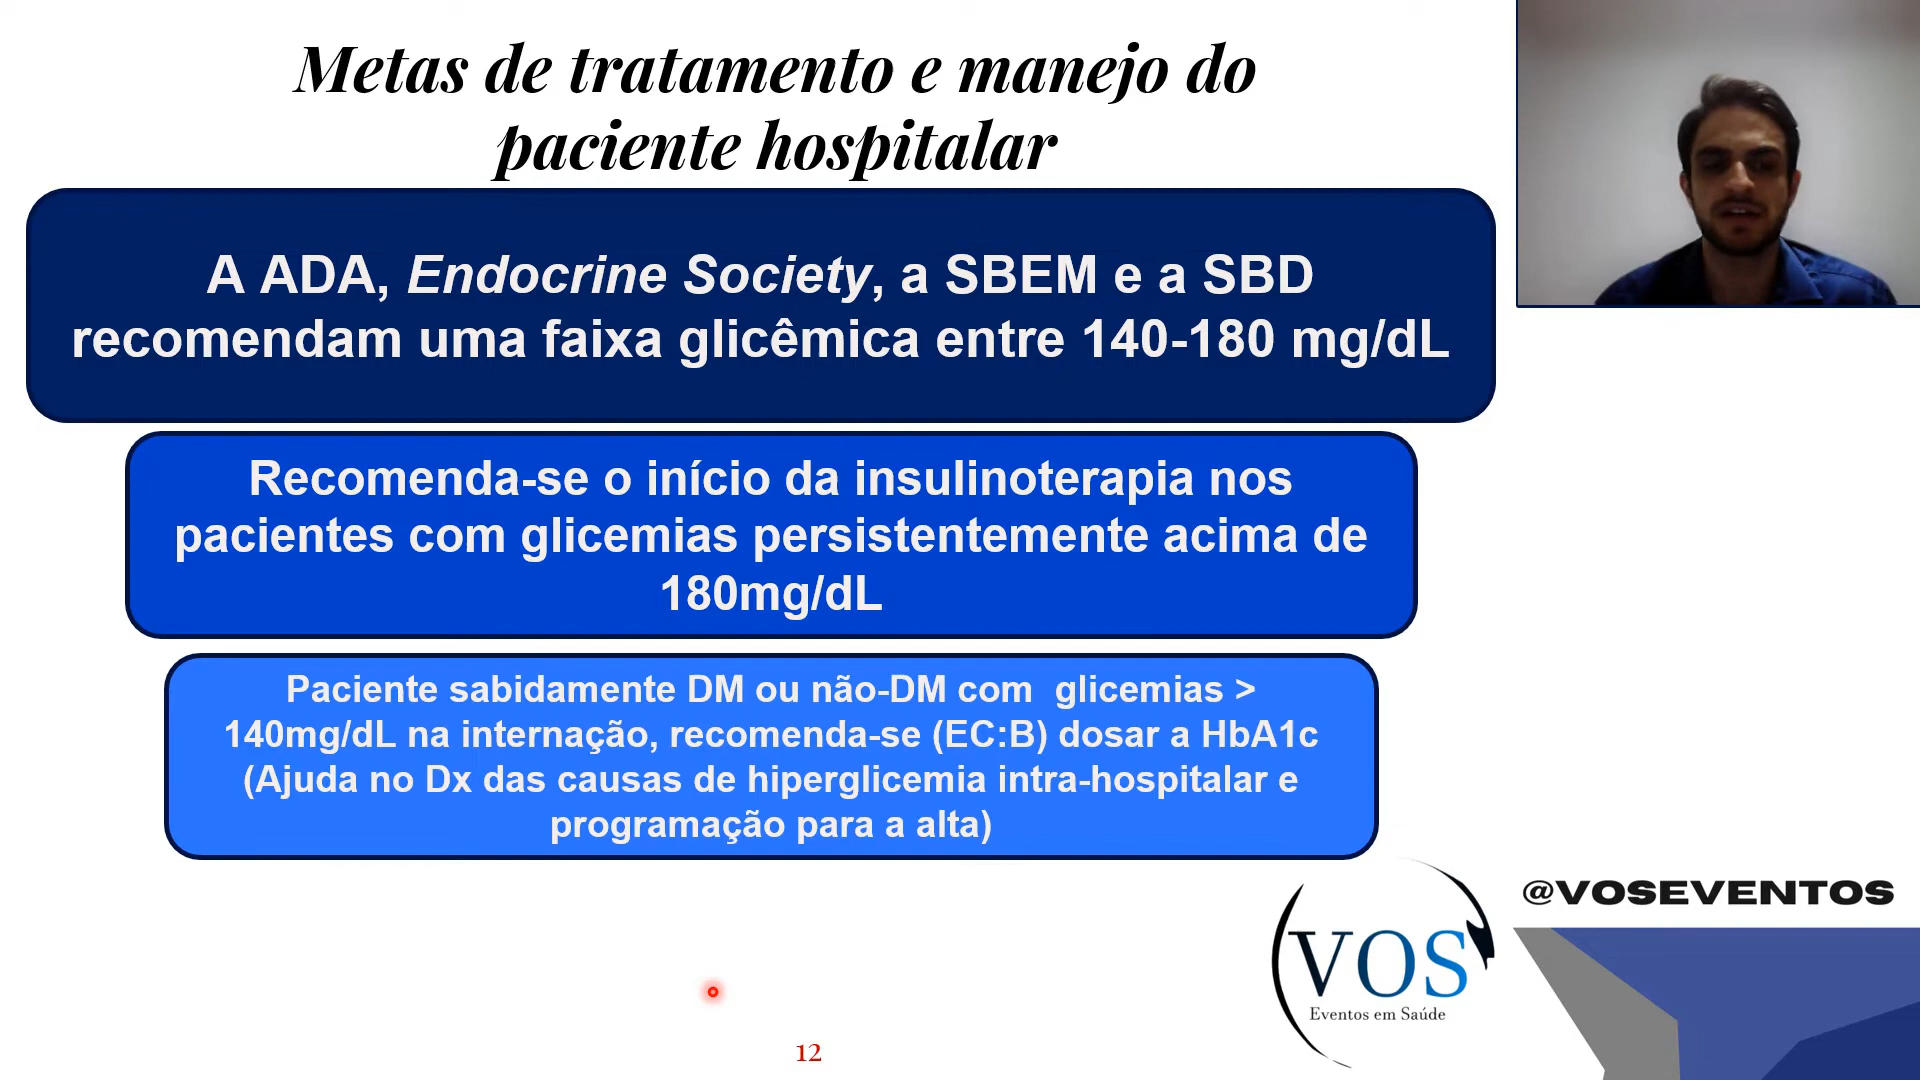 Metas de tratamento e manejo do
paciente hospitalar
A ADA, Endocrine Society, a SBEM e a SBD
recomendam uma faixa glicêmica entre 140-180 mg/dL
Recomenda-se o início da insulinoterapia nos
pacientes com glicemias persistentemente acima de
180mg/dL
Paciente sabidamente DM ou não-DM com  glicemias >
140mg/dL na internação, recomenda-se (EC:B) dosar a HbA1c
(Ajuda no Dx das causas de hiperglicemia intra-hospitalar e
programação para a alta)
@VOSEVENTOS
VOS
Eventos em Saúde
12